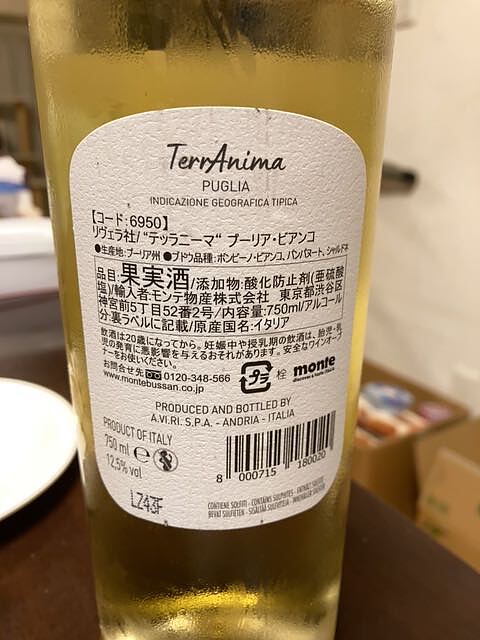 TerrAnima
PUGLIA
INDICAZIONE GEOGRAFICA TIPICA
【コード:6950】
リヴェラ社/“テッラニーマ“ プーリア・ビアンコ
●生産地:プーリア州 ●ブドウ品種:ボンビーノ・ビアンコ、パンパヌート、シャルドネ
品目:果実酒/添加物:酸化防止剤(亜硫酸
塩)/輸入者:モンテ物産株式会社 東京都渋谷区
神宮前5丁目52番2号/内容量:750ml/アルコール
分:裏ラベルに記載/原産国名:イタリア
飲酒は20歳になってから。妊娠中や授乳期の飲酒は、胎児・乳
児の発育に悪影響を与えるおそれがあります。安全なワインオープ
ナーをお使いください。
お問合せ先 0120-348-566
www.montebussan.co.jp
プラ 栓 monte
PRODUCED AND BOTTLED BY
A.VI.RI. S.P.A. - ANDRIA - ITALIA
PRODUCT OF ITALY
750 ml e
12,5% vol
8 000715 180020
CONTIENE SOLFITI - CONTAINS SULPHITES - ENTHÄLT SULFITE